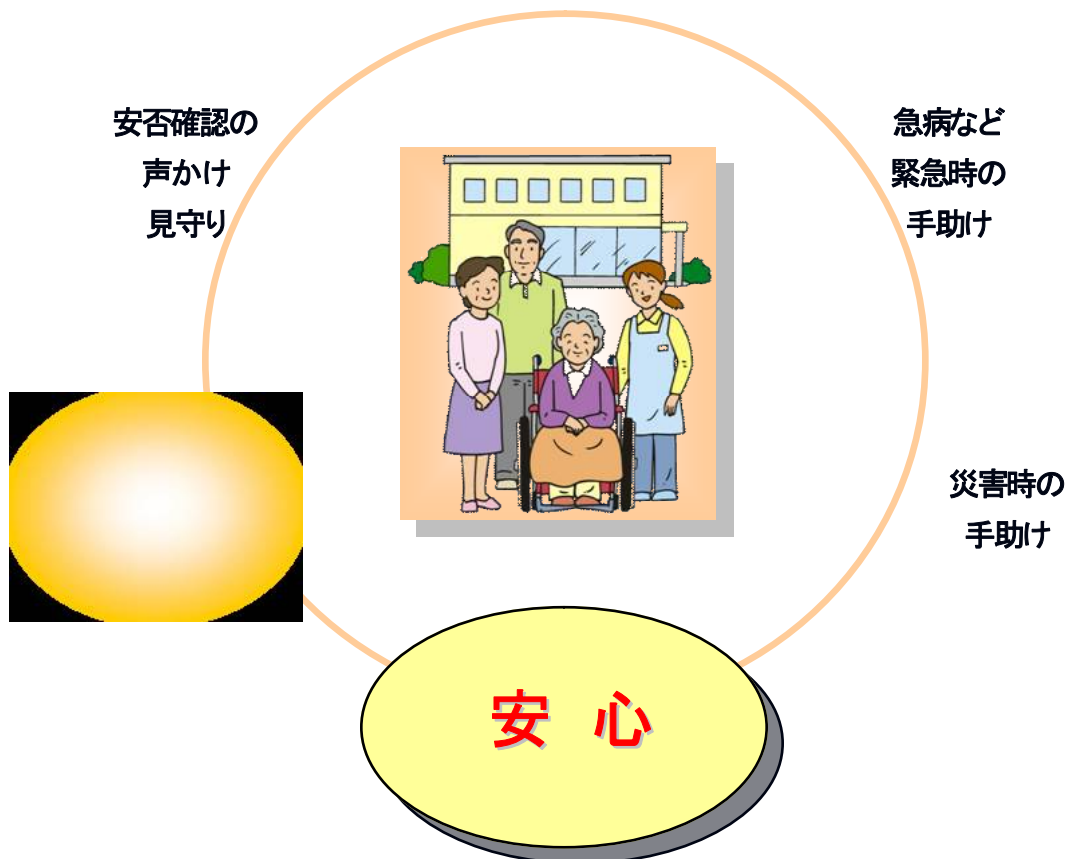 安否確認の
声かけ
見守り
急病など
緊急時の
手助け
災害時の
手助け
安 心